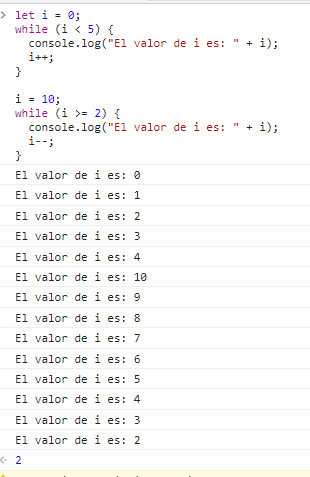 let i = 0;
while (i < 5) {
  console.log("El valor de i es: " + i);
  i++;
}

i = 10;
while (i >= 2) {
  console.log("El valor de i es: " + i);
  i--;
}
El valor de i es: 0
El valor de i es: 1
El valor de i es: 2
El valor de i es: 3
El valor de i es: 4
El valor de i es: 10
El valor de i es: 9
El valor de i es: 8
El valor de i es: 7
El valor de i es: 6
El valor de i es: 5
El valor de i es: 4
El valor de i es: 3
El valor de i es: 2
2